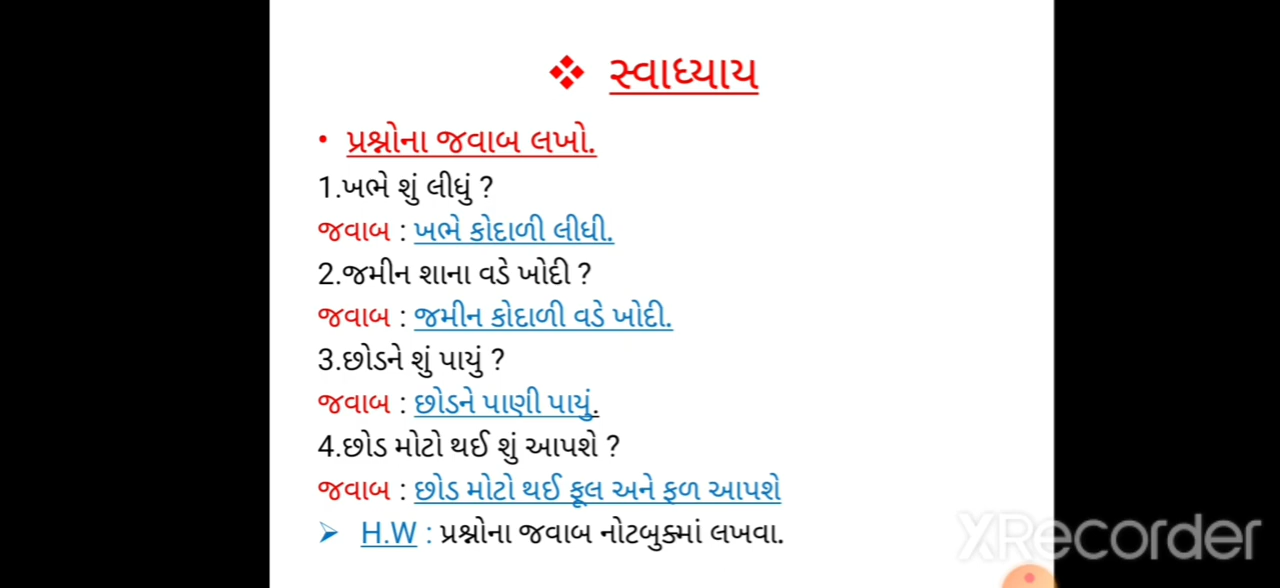 ❖ સ્વાધ્યાય
• પ્રશ્નોના જવાબ લખો.
1.ખભે શું લીધું ?
જવાબ : ખભે કોદાળી લીધી.
2.જમીન શાના વડે ખોદી ?
જવાબ : જમીન કોદાળી વડે ખોદી.
3.છોડને શું પાયું ?
જવાબ : છોડને પાણી પાયું.
4.છોડ મોટો થઈ શું આપશે ?
જવાબ : છોડ મોટો થઈ ફૂલ અને ફળ આપશે
➢ H.W : પ્રશ્નોના જવાબ નોટબુકમાં લખવા.
XRecorder